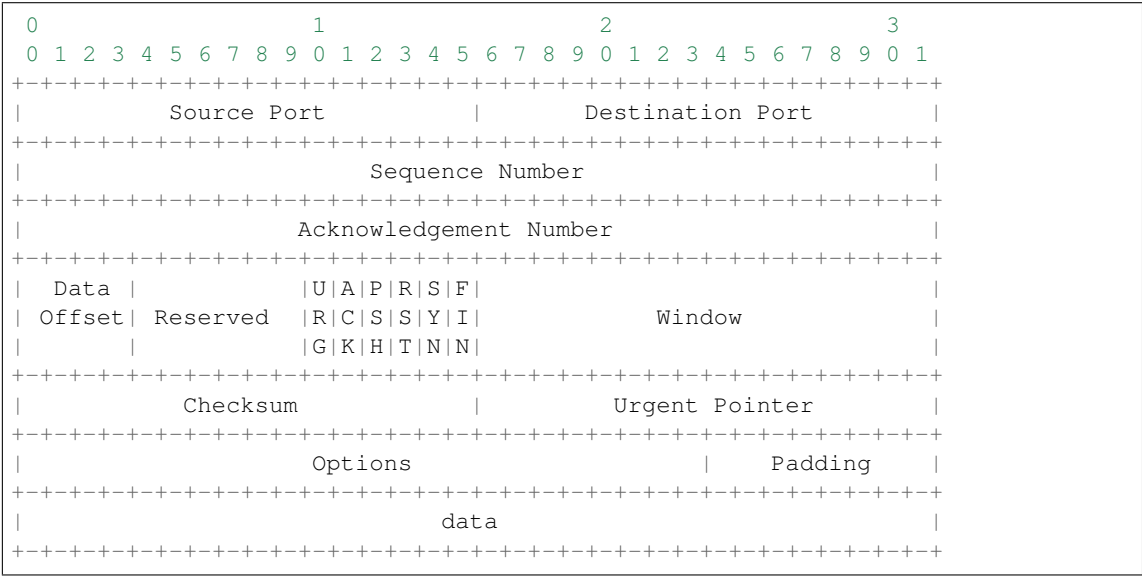 0                   1                   2                   3
 0 1 2 3 4 5 6 7 8 9 0 1 2 3 4 5 6 7 8 9 0 1 2 3 4 5 6 7 8 9 0 1
+-+-+-+-+-+-+-+-+-+-+-+-+-+-+-+-+-+-+-+-+-+-+-+-+-+-+-+-+-+-+-+-+
|          Source Port          |       Destination Port        |
+-+-+-+-+-+-+-+-+-+-+-+-+-+-+-+-+-+-+-+-+-+-+-+-+-+-+-+-+-+-+-+-+
|                        Sequence Number                        |
+-+-+-+-+-+-+-+-+-+-+-+-+-+-+-+-+-+-+-+-+-+-+-+-+-+-+-+-+-+-+-+-+
|                   Acknowledgement Number                      |
+-+-+-+-+-+-+-+-+-+-+-+-+-+-+-+-+-+-+-+-+-+-+-+-+-+-+-+-+-+-+-+-+
|  Data |           |U|A|P|R|S|F|                               |
| Offset| Reserved  |R|C|S|S|Y|I|            Window             |
|       |           |G|K|H|T|N|N|                               |
+-+-+-+-+-+-+-+-+-+-+-+-+-+-+-+-+-+-+-+-+-+-+-+-+-+-+-+-+-+-+-+-+
|           Checksum            |         Urgent Pointer        |
+-+-+-+-+-+-+-+-+-+-+-+-+-+-+-+-+-+-+-+-+-+-+-+-+-+-+-+-+-+-+-+-+
|                    Options                    |    Padding    |
+-+-+-+-+-+-+-+-+-+-+-+-+-+-+-+-+-+-+-+-+-+-+-+-+-+-+-+-+-+-+-+-+
|                             data                              |
+-+-+-+-+-+-+-+-+-+-+-+-+-+-+-+-+-+-+-+-+-+-+-+-+-+-+-+-+-+-+-+-+